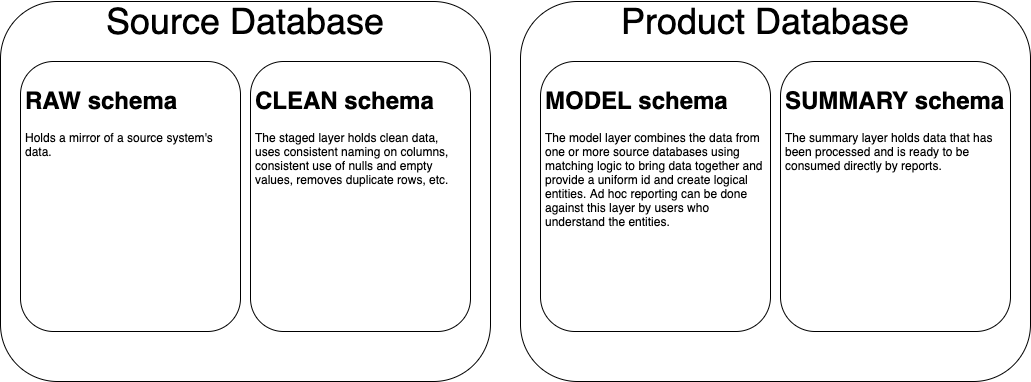 Source Database
RAW schema
Holds a mirror of a source system's
data.
CLEAN schema
The staged layer holds clean data,
uses consistent naming on columns,
consistent use of nulls and empty
values, removes duplicate rows, etc.
Product Database
MODEL schema
The model layer combines the data from
one or more source databases using
matching logic to bring data together and
provide a uniform id and create logical
entities. Ad hoc reporting can be done
against this layer by users who
understand the entities.
SUMMARY schema
The summary layer holds data that has
been processed and is ready to be
consumed directly by reports.